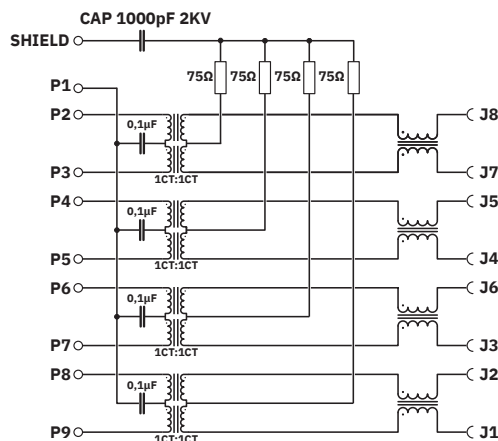 CAP 1000pF 2KV
SHIELD
75Ω 75Ω 75Ω 75Ω
P1
P2
J8
0,1µF
P3
J7
1CT:1CT
P4
J5
0,1µF
P5
J4
1CT:1CT
P6
J6
0,1µF
P7
J3
1CT:1CT
P8
J2
0,1µF
P9
J1
1CT:1CT